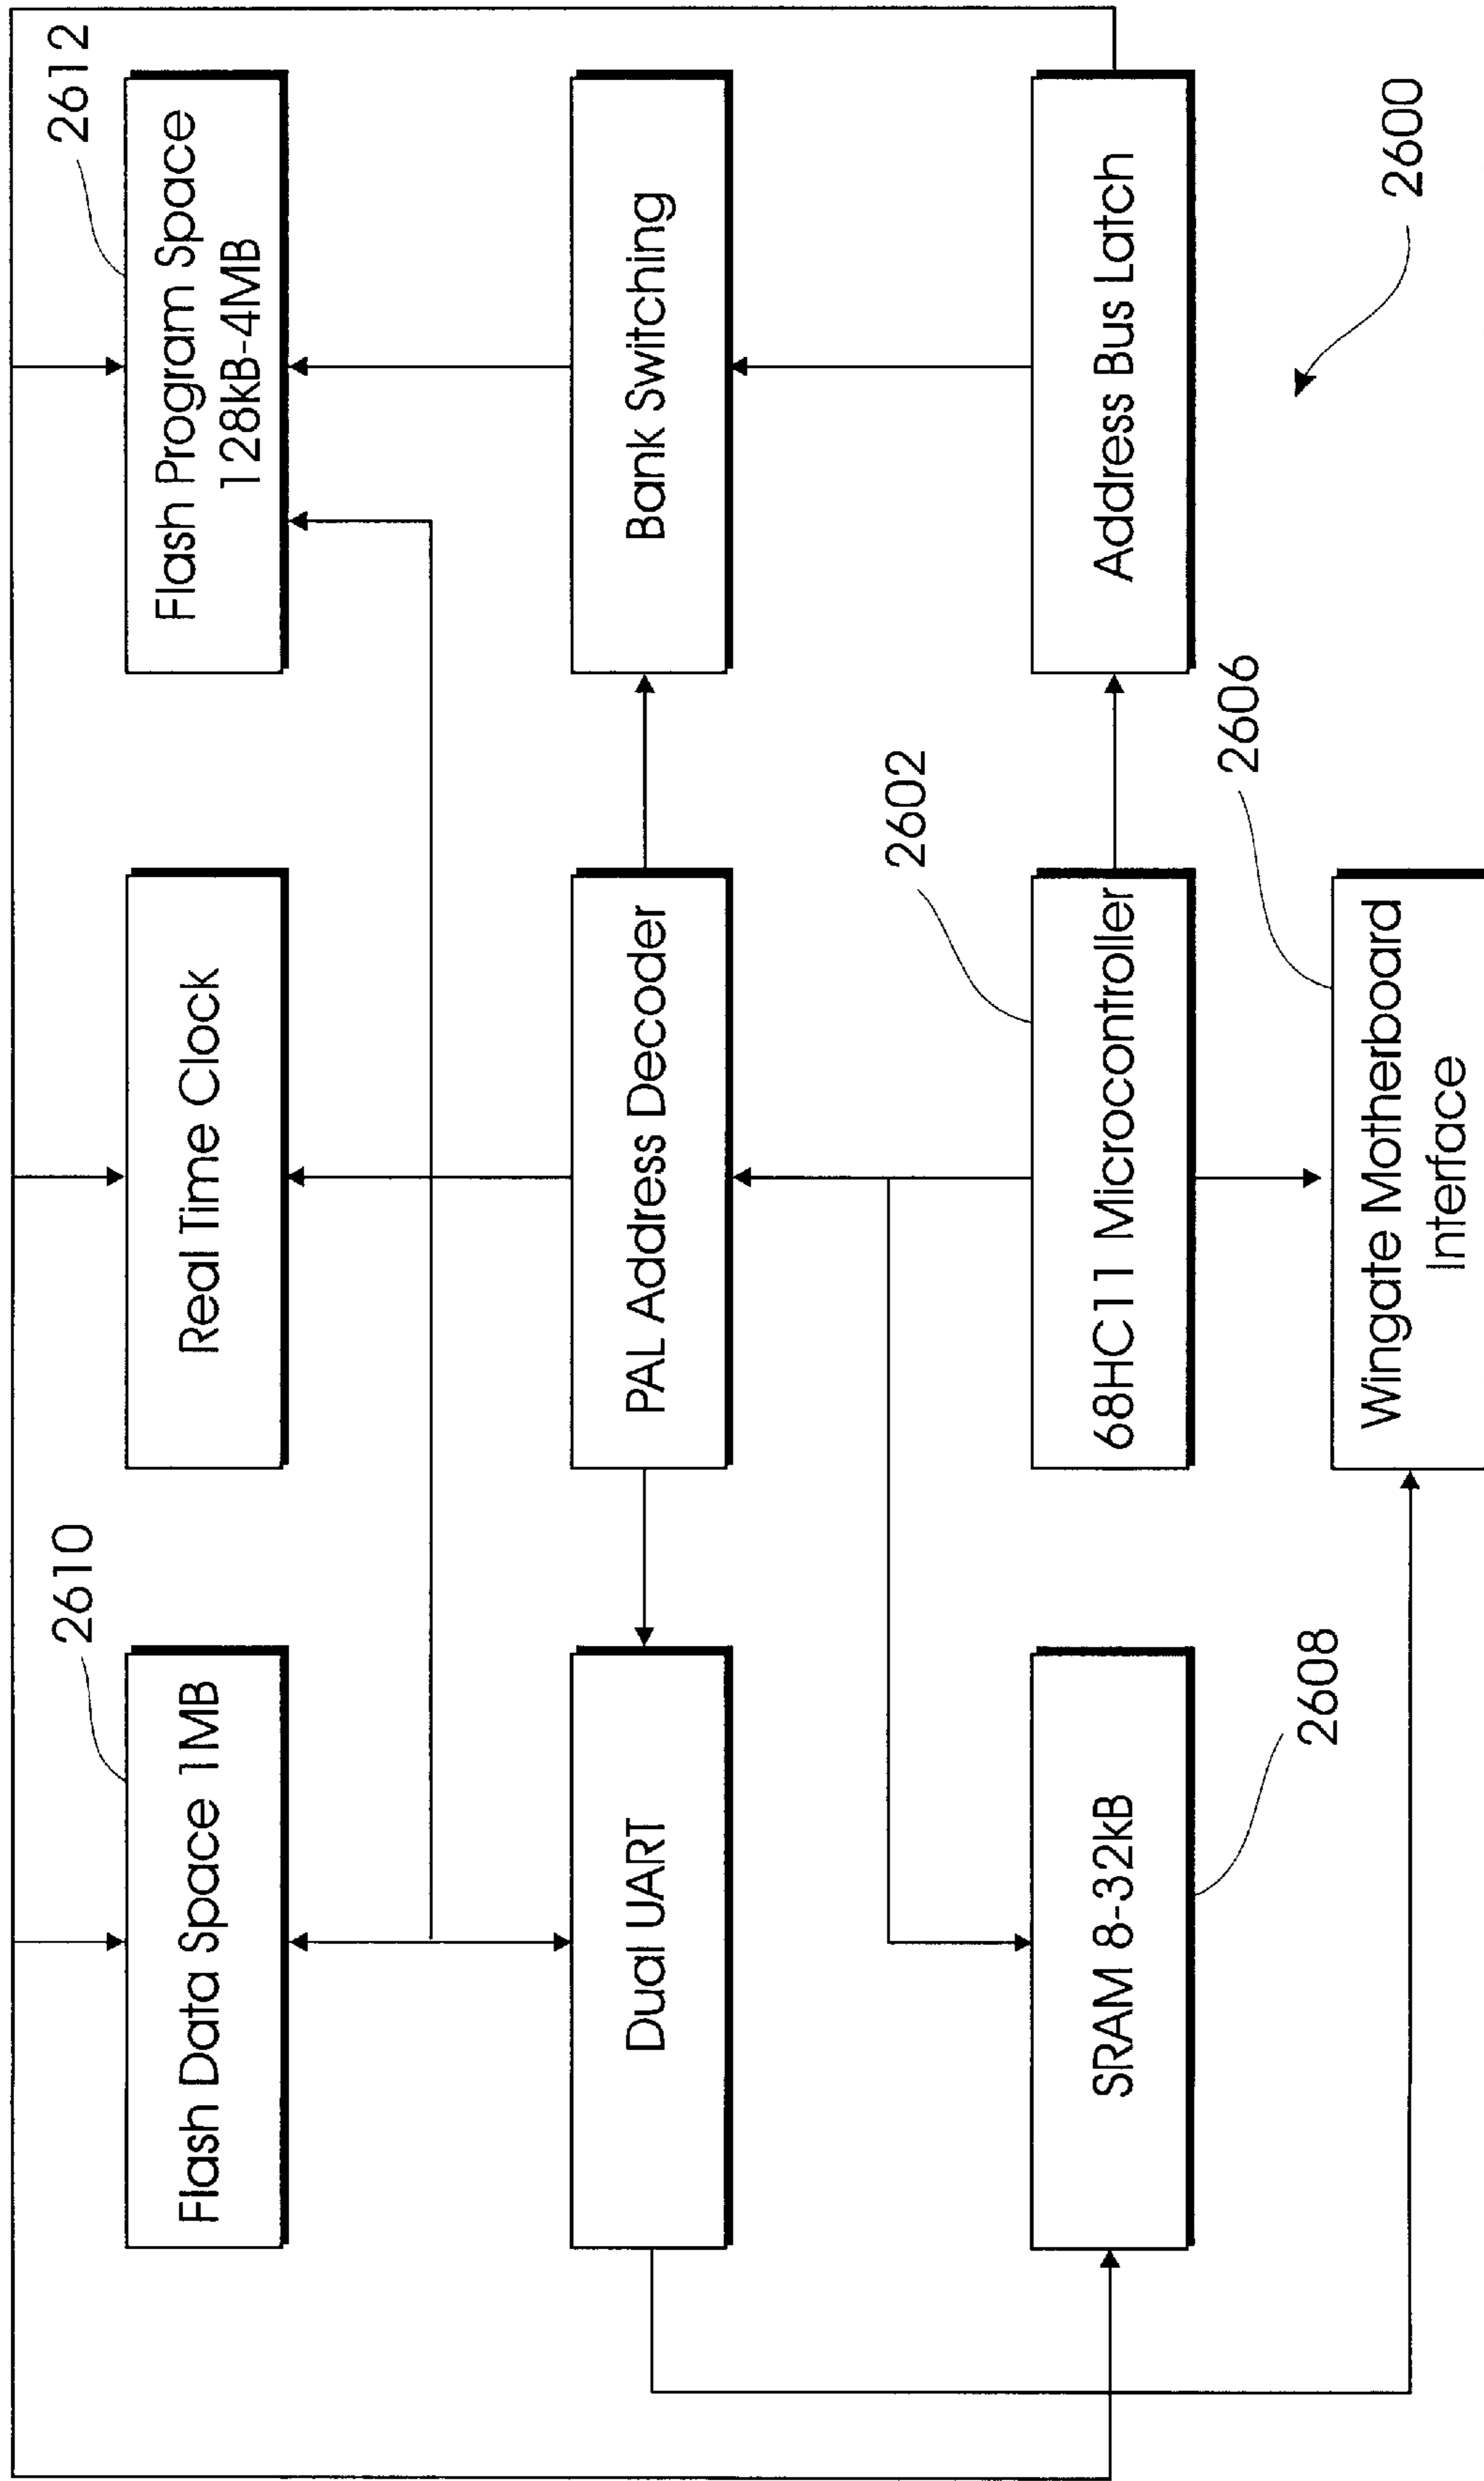 2610
2612
Flash Data Space 1MB
Real Time Clock
Flash Program Space
128kB-4MB
Dual UART
PAL Address Decoder
Bank Switching
2602
SRAM 8-32kB
68HC11 Microcontroller
Address Bus Latch
2608
2606
Wingate Motherboard
Interface
2600